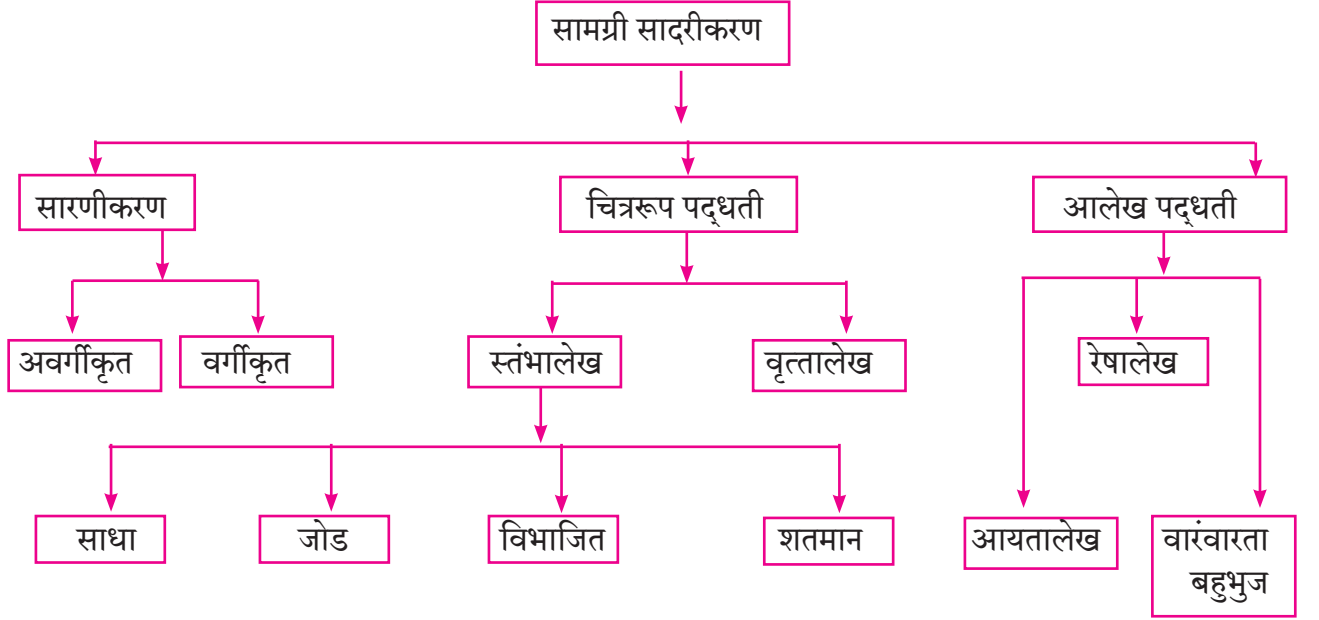 सामग्री सादरीकरण
सारणीकरण
चित्ररूप पद्धती
आलेख पद्धती
अवर्गीकृत
वर्गीकृत
स्तंभालेख
वृत्तालेख
रेषालेख
साधा
जोड
विभाजित
शतमान
आयतालेख
वारंवारता
बहुभुज